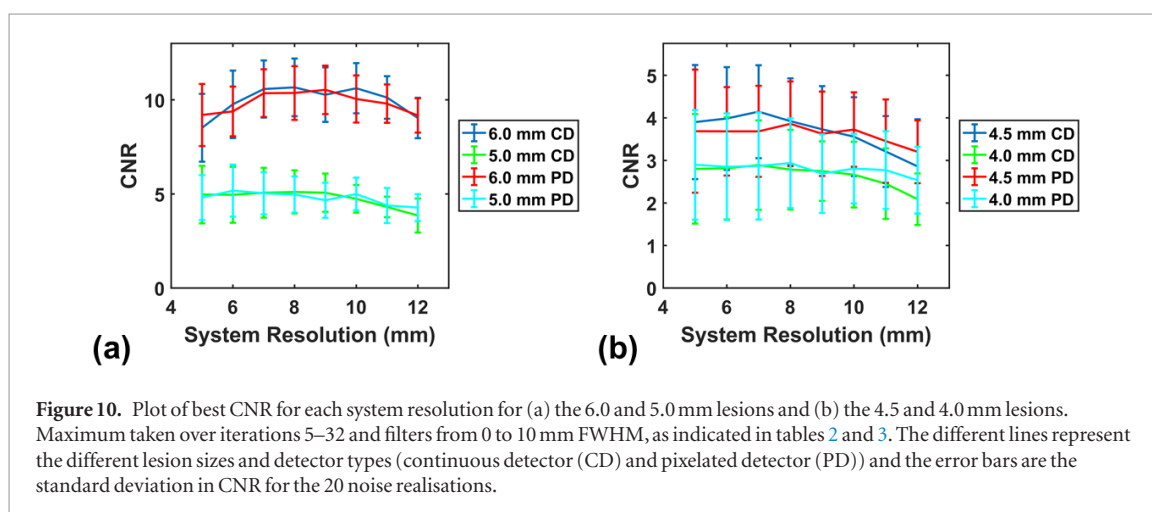 CNR
10
5
0
4
6
8
10
12
System Resolution (mm)
(a)
6.0 mm CD
5.0 mm CD
6.0 mm PD
5.0 mm PD
CNR
5
4
3
2
1
0
4
6
8
10
12
System Resolution (mm)
(b)
4.5 mm CD
4.0 mm CD
4.5 mm PD
4.0 mm PD
Figure 10. Plot of best CNR for each system resolution for (a) the 6.0 and 5.0 mm lesions and (b) the 4.5 and 4.0 mm lesions.
Maximum taken over iterations 5–32 and filters from 0 to 10 mm FWHM, as indicated in tables 2 and 3. The different lines represent
the different lesion sizes and detector types (continuous detector (CD) and pixelated detector (PD)) and the error bars are the
standard deviation in CNR for the 20 noise realisations.